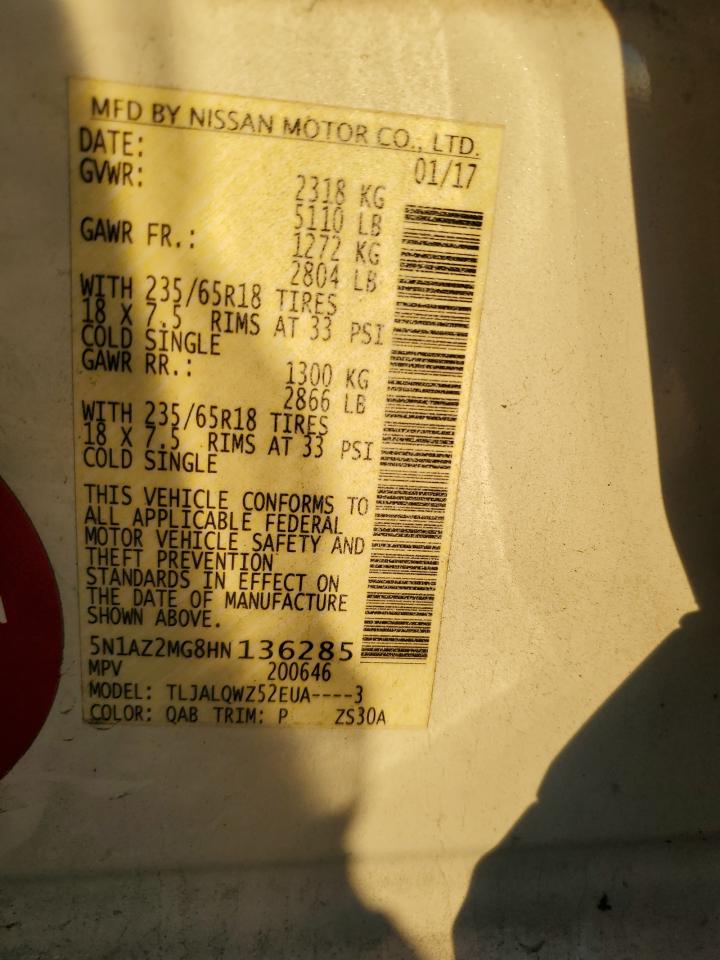 MFD BY NISSAN MOTOR CO., LTD.
DATE: 01/17
GVWR: 2318 KG
5110 LB
GAWR FR.: 1272 KG
2804 LB
WITH 235/65R18 TIRES
18 X 7.5 RIMS AT 33 PSI
COLD SINGLE
GAWR RR.: 1300 KG
2866 LB
WITH 235/65R18 TIRES
18 X 7.5 RIMS AT 33 PSI
COLD SINGLE
THIS VEHICLE CONFORMS TO
ALL APPLICABLE FEDERAL
MOTOR VEHICLE SAFETY AND
THEFT PREVENTION
STANDARDS IN EFFECT ON
THE DATE OF MANUFACTURE
SHOWN ABOVE.
5N1AZ2MG8HN136285
MPV 200646
MODEL: TLJALQWZ52EUA----3
COLOR: QAB TRIM: P ZS30A